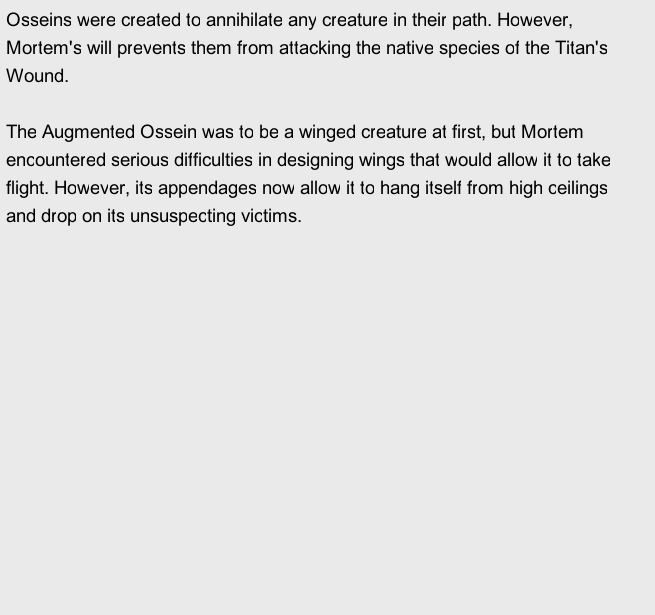 Osseins were created to annihilate any creature in their path. However,
Mortem's will prevents them from attacking the native species of the Titan's
Wound.
The Augmented Ossein was to be a winged creature at first, but Mortem
encountered serious difficulties in designing wings that would allow it to take
flight. However, its appendages now allow it to hang itself from high ceilings
and drop on its unsuspecting victims.